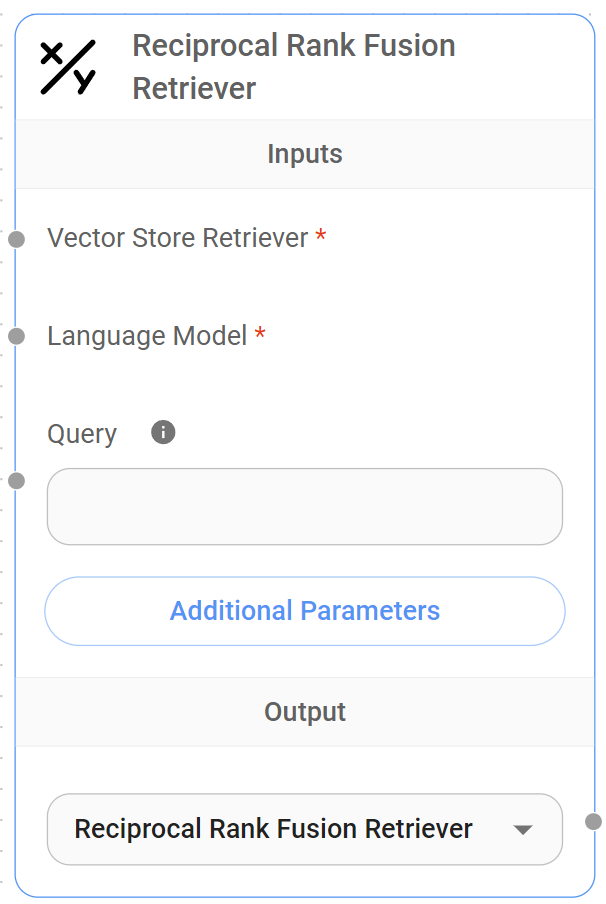 Reciprocal Rank Fusion
Retriever
Inputs
Vector Store Retriever *
Language Model *
Query
Additional Parameters
Output
Reciprocal Rank Fusion Retriever